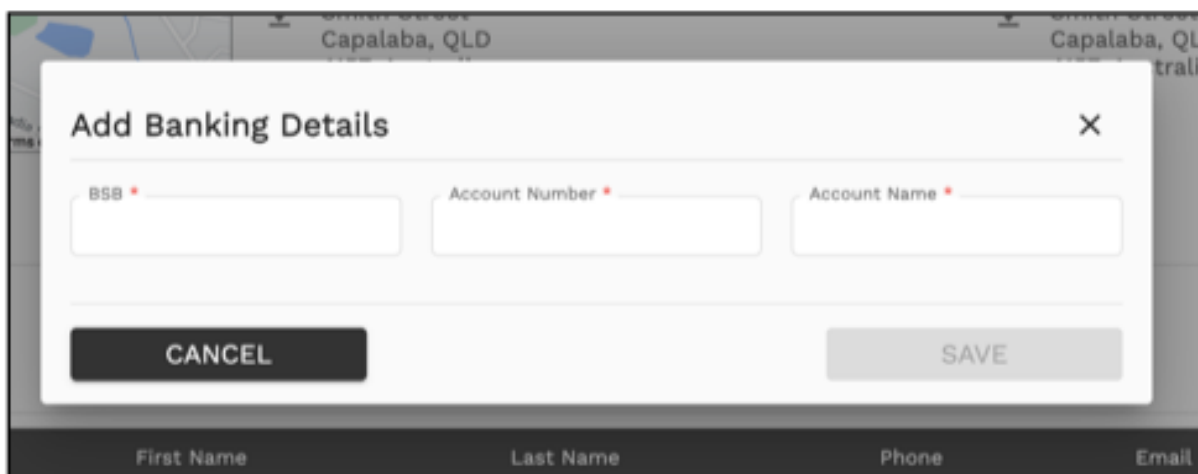 Capalaba, QLD
Capalaba, QL
Add Banking Details
BSB *
Account Number *
Account Name *
CANCEL
SAVE
First Name
Last Name
Phone
Email